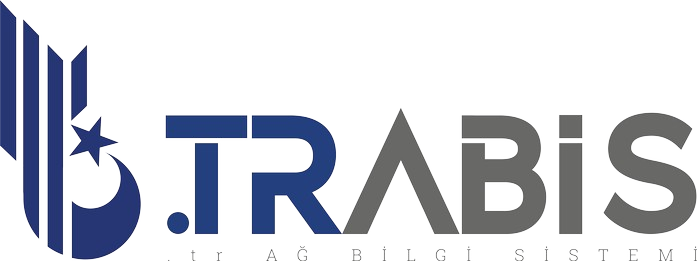 .TRABİS
.tr AĞ BİLGİ SİSTEMİ